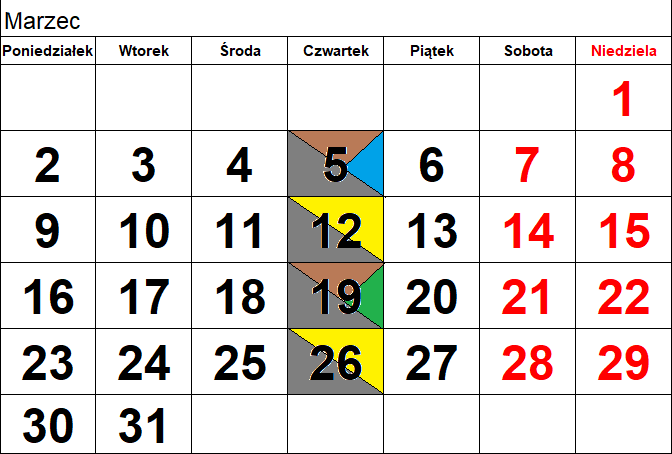 Marzec
Poniedziałek Wtorek Środa Czwartek Piątek Sobota Niedziela
1
2 3 4 5 6 7 8
9 10 11 12 13 14 15
16 17 18 19 20 21 22
23 24 25 26 27 28 29
30 31